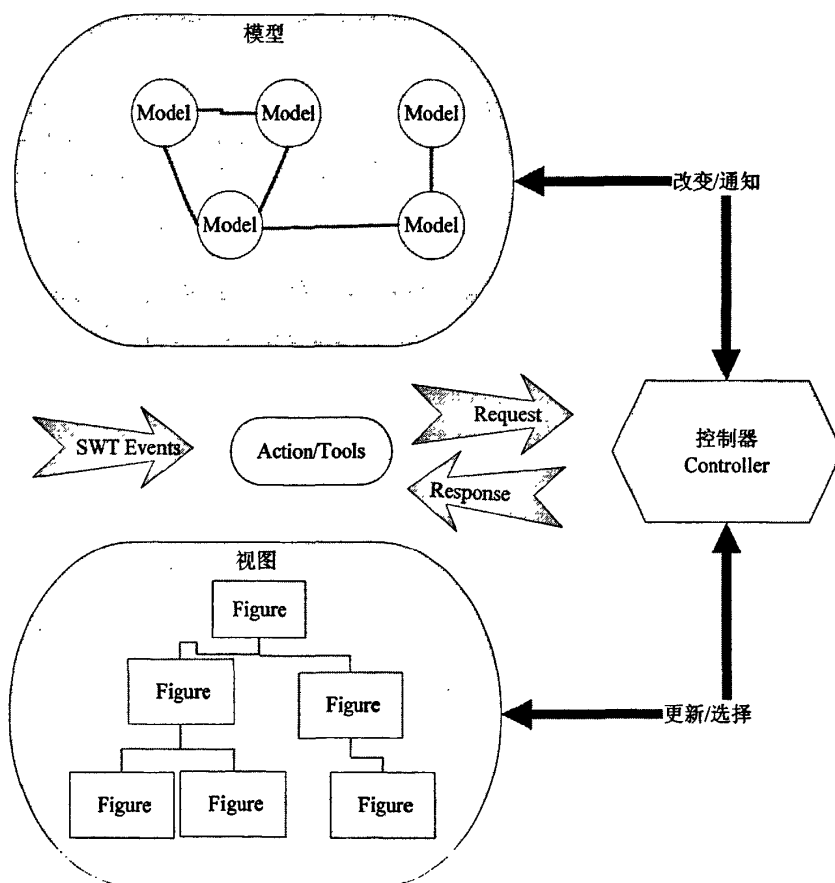 模型
Model
Model
Model
Model
Model
改变/通知
SWT Events
Action/Tools
Request
Response
控制器
Controller
视图
Figure
Figure
Figure
Figure
Figure
Figure
更新/选择